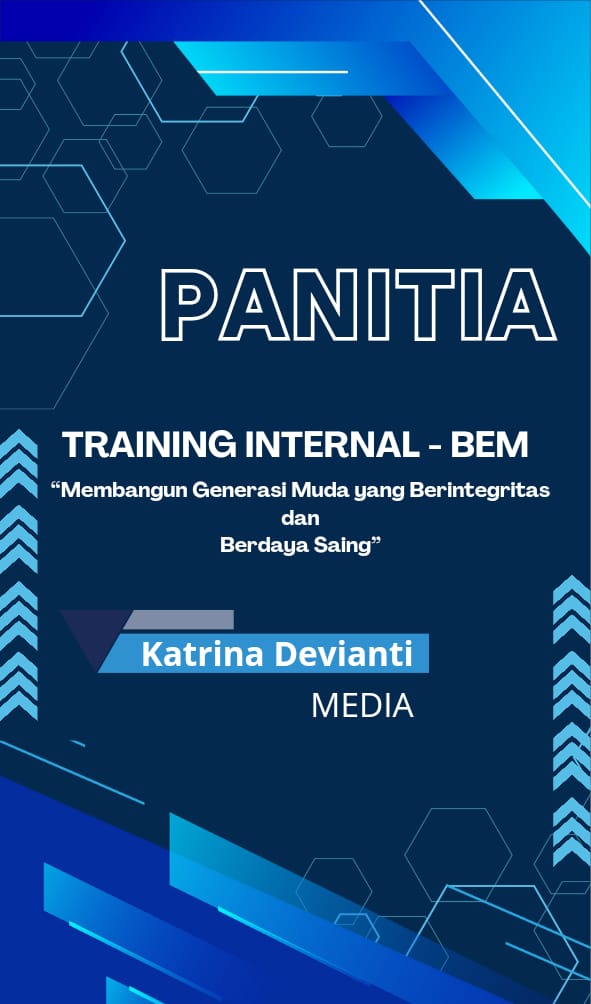 PANITIA
TRAINING INTERNAL - BEM
“Membangun Generasi Muda yang Berintegritas
dan
Berdaya Saing”
Katrina Devianti
MEDIA